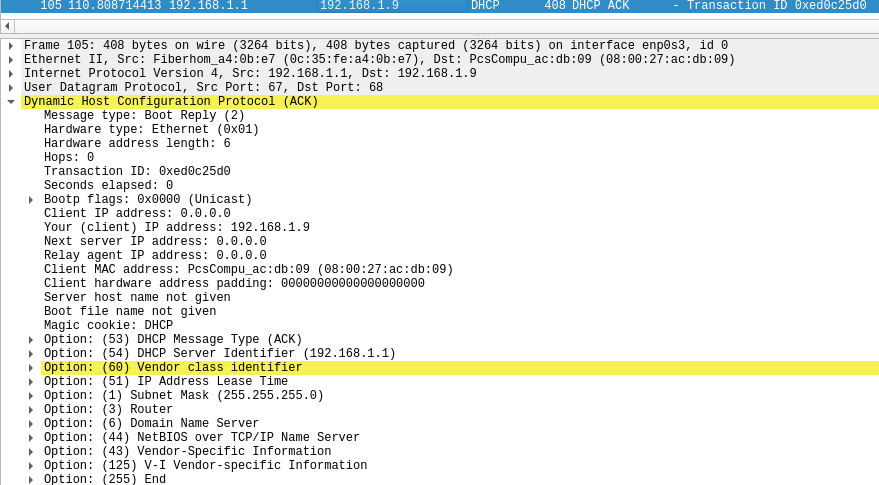 105 110.808714413 192.168.1.1 192.168.1.9 DHCP 408 DHCP ACK - Transaction ID 0xed0c25d0
Frame 105: 408 bytes on wire (3264 bits), 408 bytes captured (3264 bits) on interface enp0s3, id 0
Ethernet II, Src: Fiberhom_a4:0b:e7 (0c:35:fe:a4:0b:e7), Dst: PcsCompu_ac:db:09 (08:00:27:ac:db:09)
Internet Protocol Version 4, Src: 192.168.1.1, Dst: 192.168.1.9
User Datagram Protocol, Src Port: 67, Dst Port: 68
Dynamic Host Configuration Protocol (ACK)
Message type: Boot Reply (2)
Hardware type: Ethernet (0x01)
Hardware address length: 6
Hops: 0
Transaction ID: 0xed0c25d0
Seconds elapsed: 0
Bootp flags: 0x0000 (Unicast)
Client IP address: 0.0.0.0
Your (client) IP address: 192.168.1.9
Next server IP address: 0.0.0.0
Relay agent IP address: 0.0.0.0
Client MAC address: PcsCompu_ac:db:09 (08:00:27:ac:db:09)
Client hardware address padding: 00000000000000000000
Server host name not given
Boot file name not given
Magic cookie: DHCP
Option: (53) DHCP Message Type (ACK)
Option: (54) DHCP Server Identifier (192.168.1.1)
Option: (60) Vendor class identifier
Option: (51) IP Address Lease Time
Option: (1) Subnet Mask (255.255.255.0)
Option: (3) Router
Option: (6) Domain Name Server
Option: (44) NetBIOS over TCP/IP Name Server
Option: (43) Vendor-Specific Information
Option: (125) V-I Vendor-specific Information
Option: (255) End